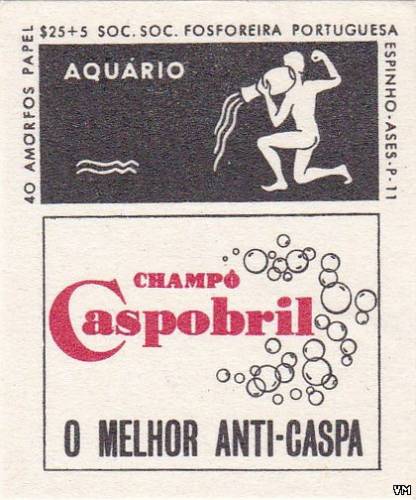 $25+5 SOC. SOC. FOSFOREIRA PORTUGUESA
40 AMORFOS PAPEL
ESPINHO-ASES-P-11
AQUÁRIO
CHAMPÔ
Caspobril
O MELHOR ANTI-CASPA
VM